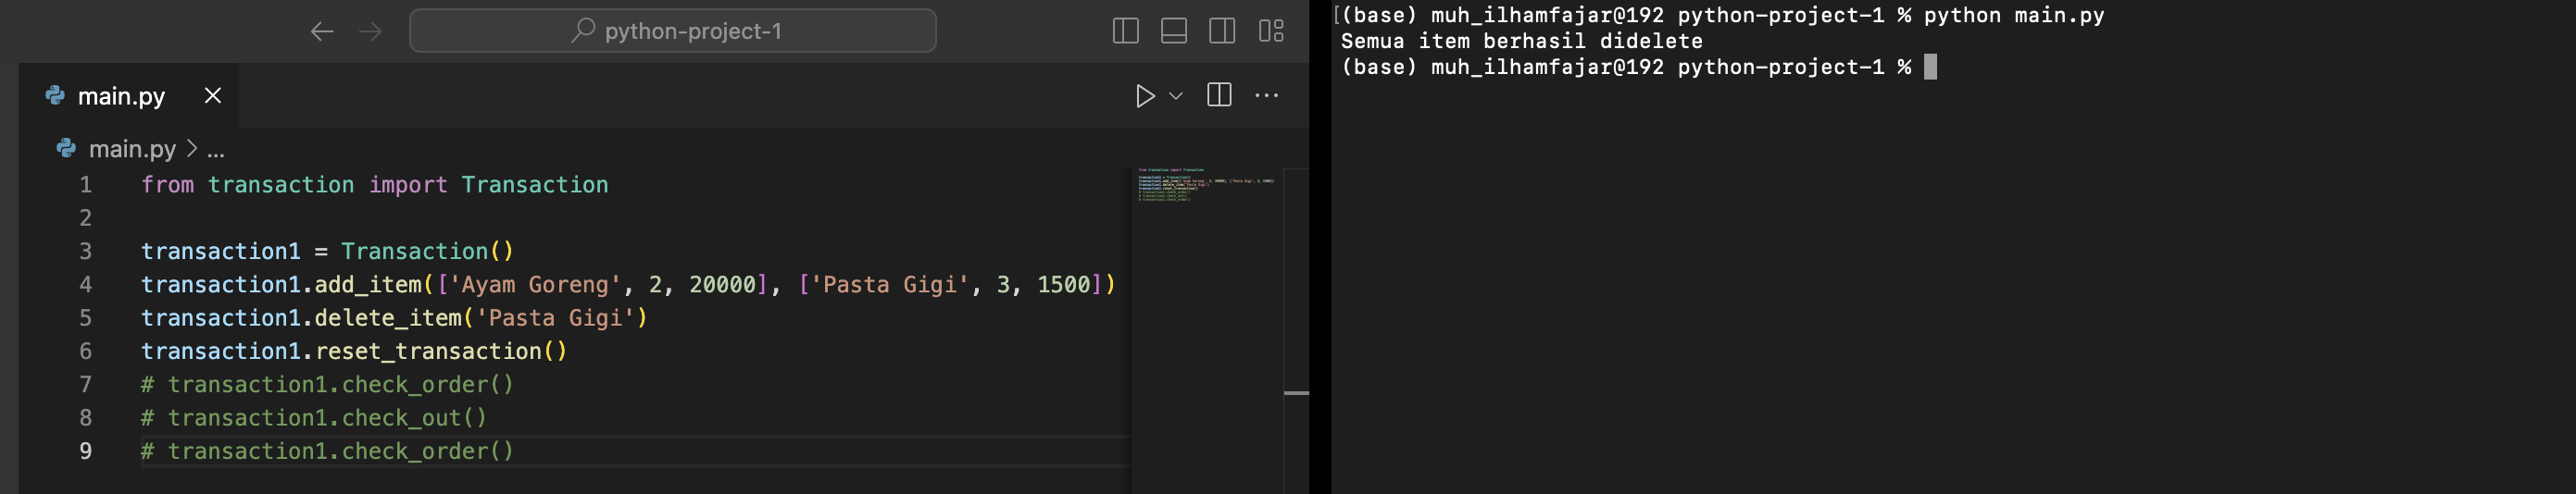 python-project-1
main.py
main.py > ...
1 from transaction import Transaction
2
3 transaction1 = Transaction()
4 transaction1.add_item(['Ayam Goreng', 2, 20000], ['Pasta Gigi', 3, 1500])
5 transaction1.delete_item('Pasta Gigi')
6 transaction1.reset_transaction()
7 # transaction1.check_order()
8 # transaction1.check_out()
9 # transaction1.check_order()
[(base) muh_ilhamfajar@192 python-project-1 % python main.py
Semua item berhasil didelete
(base) muh_ilhamfajar@192 python-project-1 %